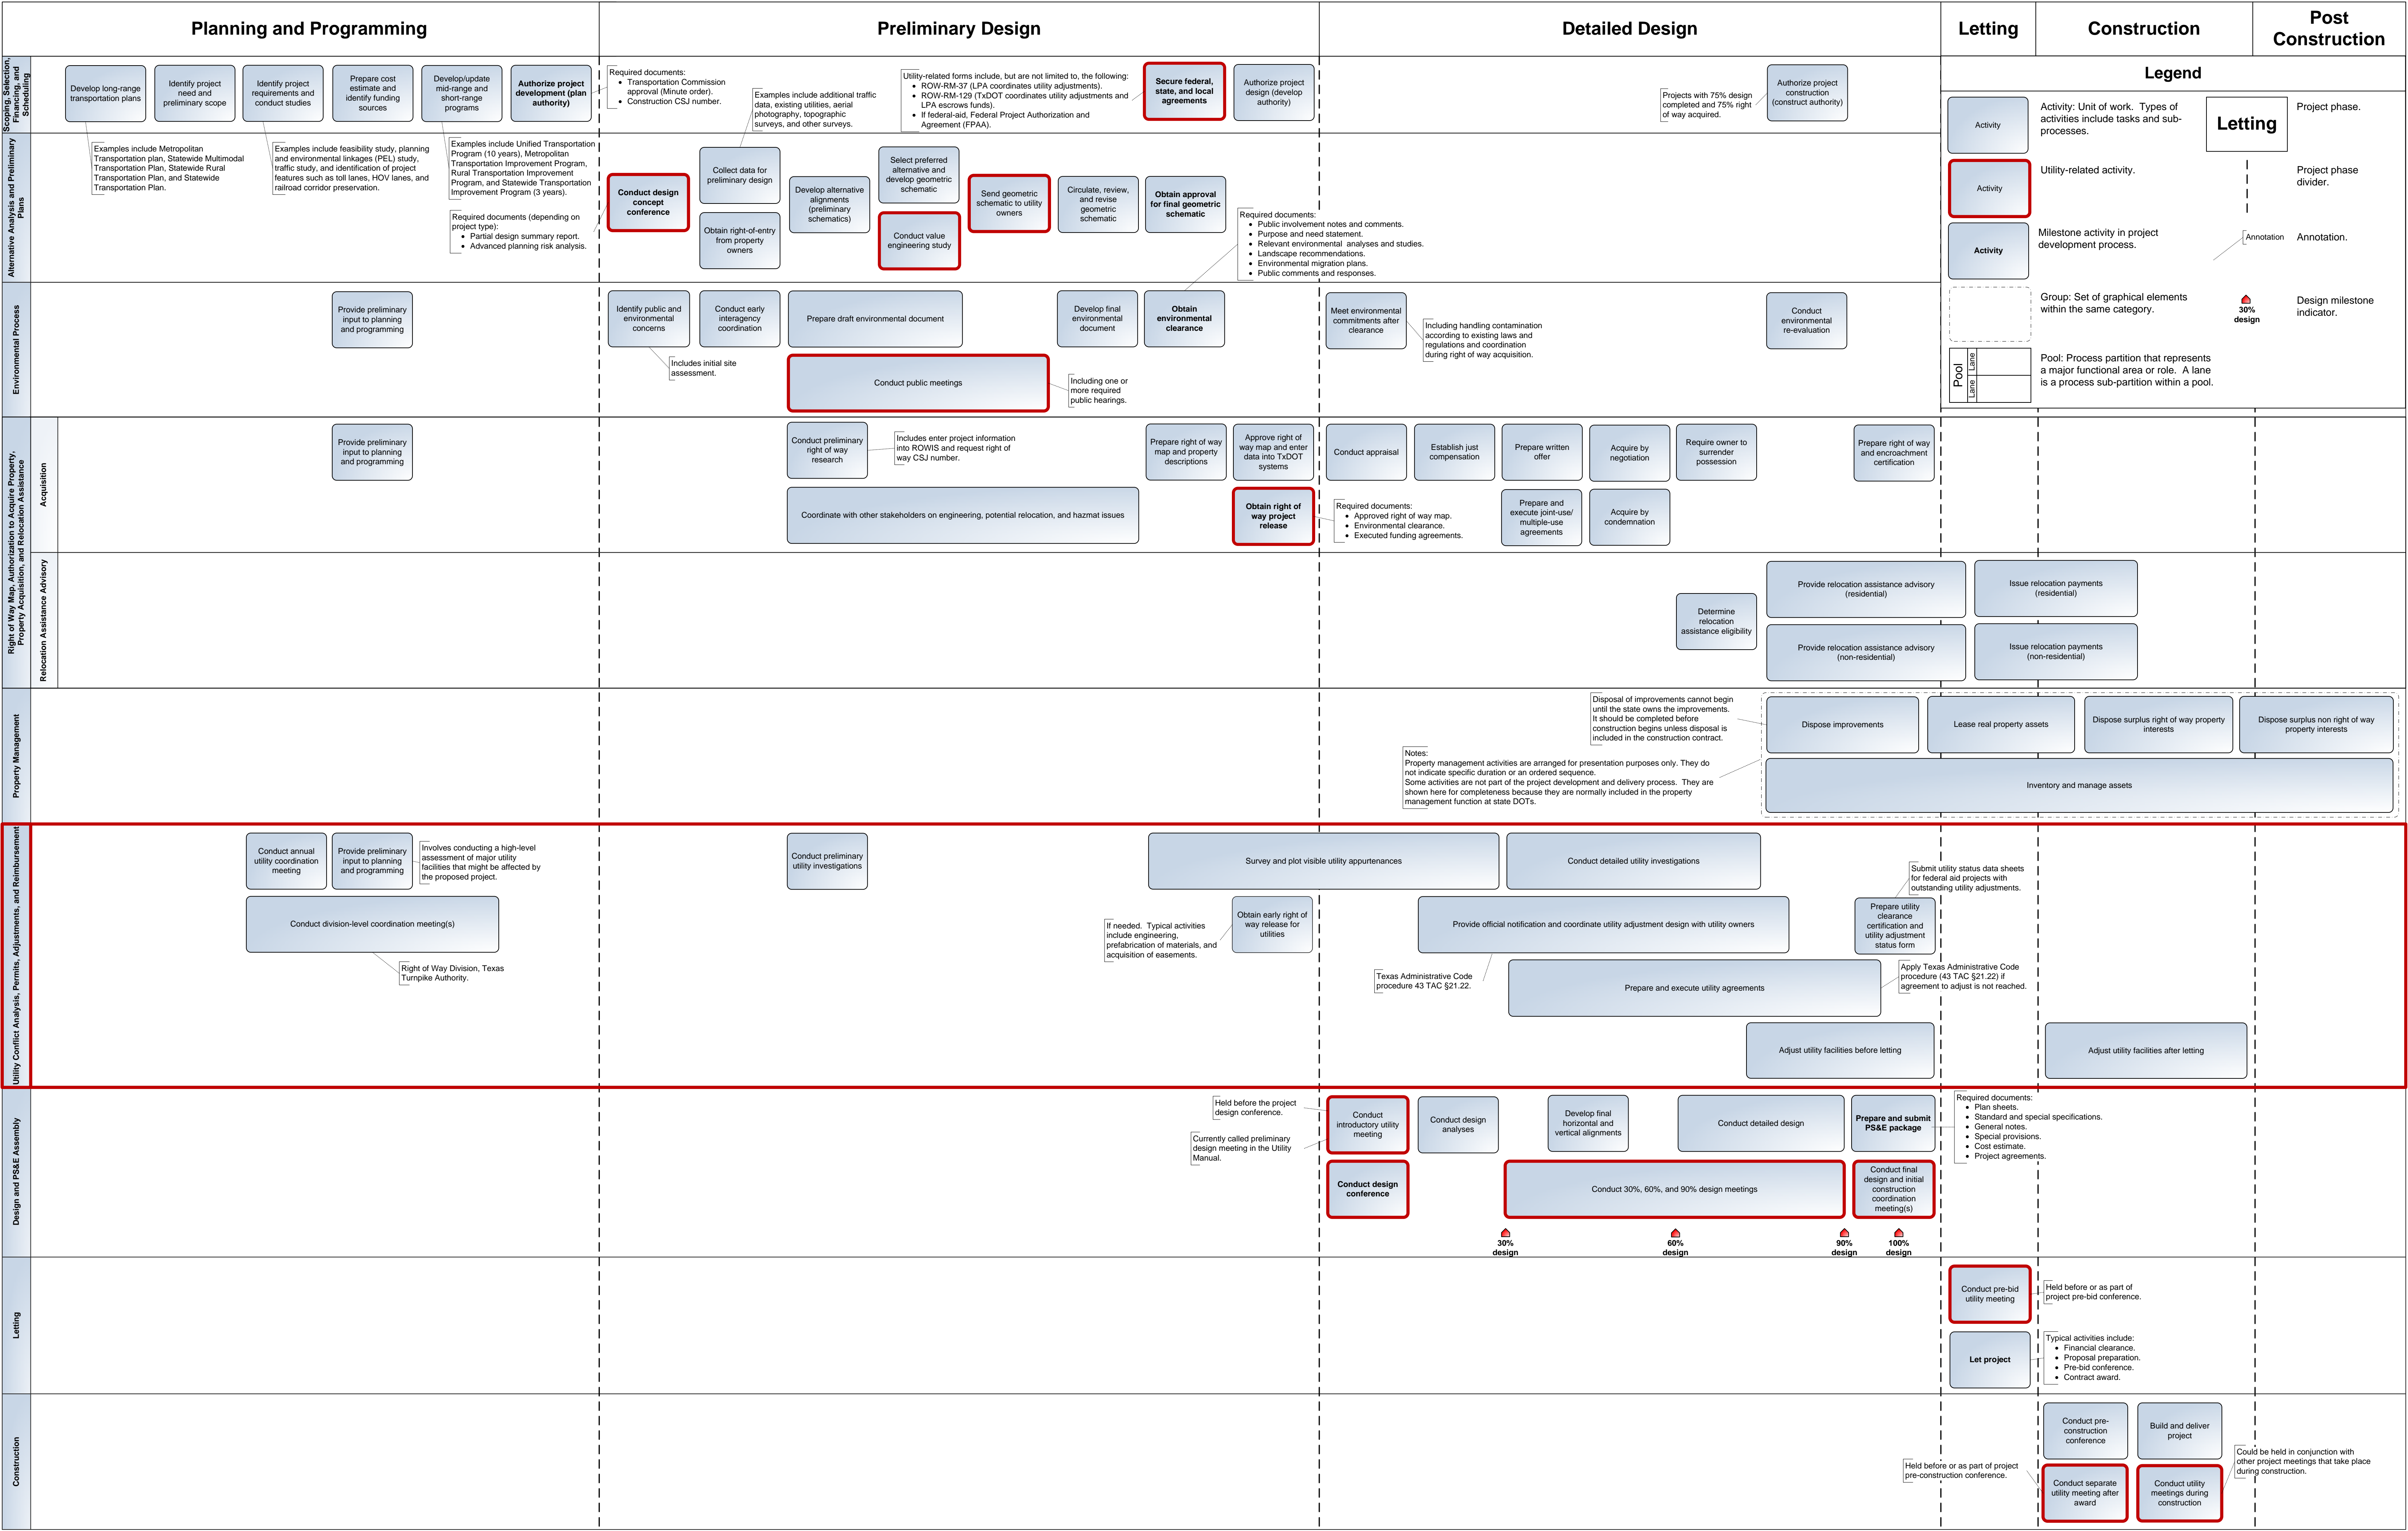 Planning and Programming
Preliminary Design
Detailed Design
Letting
Construction
Post
Construction
Scoping, Selection,
Financing, and
Scheduling
Develop long-range
transportation plans
Identify project
need and
preliminary scope
Identify project
requirements and
conduct studies
Prepare cost
estimate and
identify funding
sources
Develop/update
mid-range and
short-range
programs
Authorize project
development (plan
authority)
Required documents:
• Transportation Commission
approval (Minute order).
• Construction CSJ number.
Examples include additional traffic
data, existing utilities, aerial
photography, topographic
surveys, and other surveys.
Utility-related forms include, but are not limited to, the following:
• ROW-RM-37 (LPA coordinates utility adjustments).
• ROW-RM-129 (TxDOT coordinates utility adjustments and
LPA escrows funds).
• If federal-aid, Federal Project Authorization and
Agreement (FPAA).
Secure federal,
state, and local
agreements
Authorize project
design (develop
authority)
Projects with 75% design
completed and 75% right
of way acquired.
Authorize project
construction
(construct authority)
Legend
Activity
Activity: Unit of work. Types of
activities include tasks and sub-
processes.
Letting
Project phase.
Activity
Utility-related activity.
Project phase
divider.
Activity
Milestone activity in project
development process.
Annotation
Annotation.
Group: Set of graphical elements
within the same category.
30%
design
Design milestone
indicator.
Pool
Lane
Lane
Pool: Process partition that represents
a major functional area or role. A lane
is a process sub-partition within a pool.
Alternative Analysis and Preliminary
Plans
Examples include Metropolitan
Transportation plan, Statewide Multimodal
Transportation Plan, Statewide Rural
Transportation Plan, and Statewide
Transportation Plan.
Examples include feasibility study, planning
and environmental linkages (PEL) study,
traffic study, and identification of project
features such as toll lanes, HOV lanes, and
railroad corridor preservation.
Examples include Unified Transportation
Program (10 years), Metropolitan
Transportation Improvement Program,
Rural Transportation Improvement
Program, and Statewide Transportation
Improvement Program (3 years).
Required documents (depending on
project type):
• Partial design summary report.
• Advanced planning risk analysis.
Conduct design
concept
conference
Collect data for
preliminary design
Obtain right-of-entry
from property
owners
Develop alternative
alignments
(preliminary
schematics)
Select preferred
alternative and
develop geometric
schematic
Conduct value
engineering study
Send geometric
schematic to utility
owners
Circulate, review,
and revise
geometric
schematic
Obtain approval
for final geometric
schematic
Required documents:
• Public involvement notes and comments.
• Purpose and need statement.
• Relevant environmental analyses and studies.
• Landscape recommendations.
• Environmental migration plans.
• Public comments and responses.
Environmental Process
Provide preliminary
input to planning
and programming
Identify public and
environmental
concerns
Includes initial site
assessment.
Conduct early
interagency
coordination
Prepare draft environmental document
Conduct public meetings
Including one or
more required
public hearings.
Develop final
environmental
document
Obtain
environmental
clearance
Meet environmental
commitments after
clearance
Including handling contamination
according to existing laws and
regulations and coordination
during right of way acquisition.
Conduct
environmental
re-evaluation
Right of Way Map, Authorization to Acquire Property,
Property Acquisition, and Relocation Assistance
Acquisition
Provide preliminary
input to planning
and programming
Conduct preliminary
right of way
research
Includes enter project information
into ROWIS and request right of
way CSJ number.
Coordinate with other stakeholders on engineering, potential relocation, and hazmat issues
Prepare right of way
map and property
descriptions
Approve right of
way map and enter
data into TxDOT
systems
Obtain right of
way project
release
Required documents:
• Approved right of way map.
• Environmental clearance.
• Executed funding agreements.
Conduct appraisal
Establish just
compensation
Prepare written
offer
Acquire by
negotiation
Require owner to
surrender
possession
Prepare right of way
and encroachment
certification
Prepare and
execute joint-use/
multiple-use
agreements
Acquire by
condemnation
Relocation Assistance Advisory
Determine
relocation
assistance eligibility
Provide relocation assistance advisory
(residential)
Issue relocation payments
(residential)
Provide relocation assistance advisory
(non-residential)
Issue relocation payments
(non-residential)
Property Management
Disposal of improvements cannot begin
until the state owns the improvements.
It should be completed before
construction begins unless disposal is
included in the construction contract.
Notes:
Property management activities are arranged for presentation purposes only. They do
not indicate specific duration or an ordered sequence.
Some activities are not part of the project development and delivery process. They are
shown here for completeness because they are normally included in the property
management function at state DOTs.
Dispose improvements
Lease real property assets
Dispose surplus right of way property
interests
Dispose surplus non right of way
property interests
Inventory and manage assets
Utility Conflict Analysis, Permits, Adjustments, and Reimbursement
Conduct annual
utility coordination
meeting
Provide preliminary
input to planning
and programming
Involves conducting a high-level
assessment of major utility
facilities that might be affected by
the proposed project.
Conduct division-level coordination meeting(s)
Right of Way Division, Texas
Turnpike Authority.
Conduct preliminary
utility investigations
Survey and plot visible utility appurtenances
Conduct detailed utility investigations
If needed. Typical activities
include engineering,
prefabrication of materials, and
acquisition of easements.
Obtain early right of
way release for
utilities
Provide official notification and coordinate utility adjustment design with utility owners
Texas Administrative Code
procedure 43 TAC §21.22.
Submit utility status data sheets
for federal aid projects with
outstanding utility adjustments.
Prepare utility
clearance
certification and
utility adjustment
status form
Prepare and execute utility agreements
Apply Texas Administrative Code
procedure (43 TAC §21.22) if
agreement to adjust is not reached.
Adjust utility facilities before letting
Adjust utility facilities after letting
Design and PS&E Assembly
Held before the project
design conference.
Currently called preliminary
design meeting in the Utility
Manual.
Conduct
introductory utility
meeting
Conduct design
analyses
Develop final
horizontal and
vertical alignments
Conduct detailed design
Prepare and submit
PS&E package
Required documents:
• Plan sheets.
• Standard and special specifications.
• General notes.
• Special provisions.
• Cost estimate.
• Project agreements.
Conduct design
conference
Conduct 30%, 60%, and 90% design meetings
Conduct final
design and initial
construction
coordination
meeting(s)
30%
design
60%
design
90%
design
100%
design
Letting
Conduct pre-bid
utility meeting
Held before or as part of
project pre-bid conference.
Let project
Typical activities include:
• Financial clearance.
• Proposal preparation.
• Pre-bid conference.
• Contract award.
Construction
Conduct pre-
construction
conference
Build and deliver
project
Held before or as part of project
pre-construction conference.
Conduct separate
utility meeting after
award
Conduct utility
meetings during
construction
Could be held in conjunction with
other project meetings that take place
during construction.